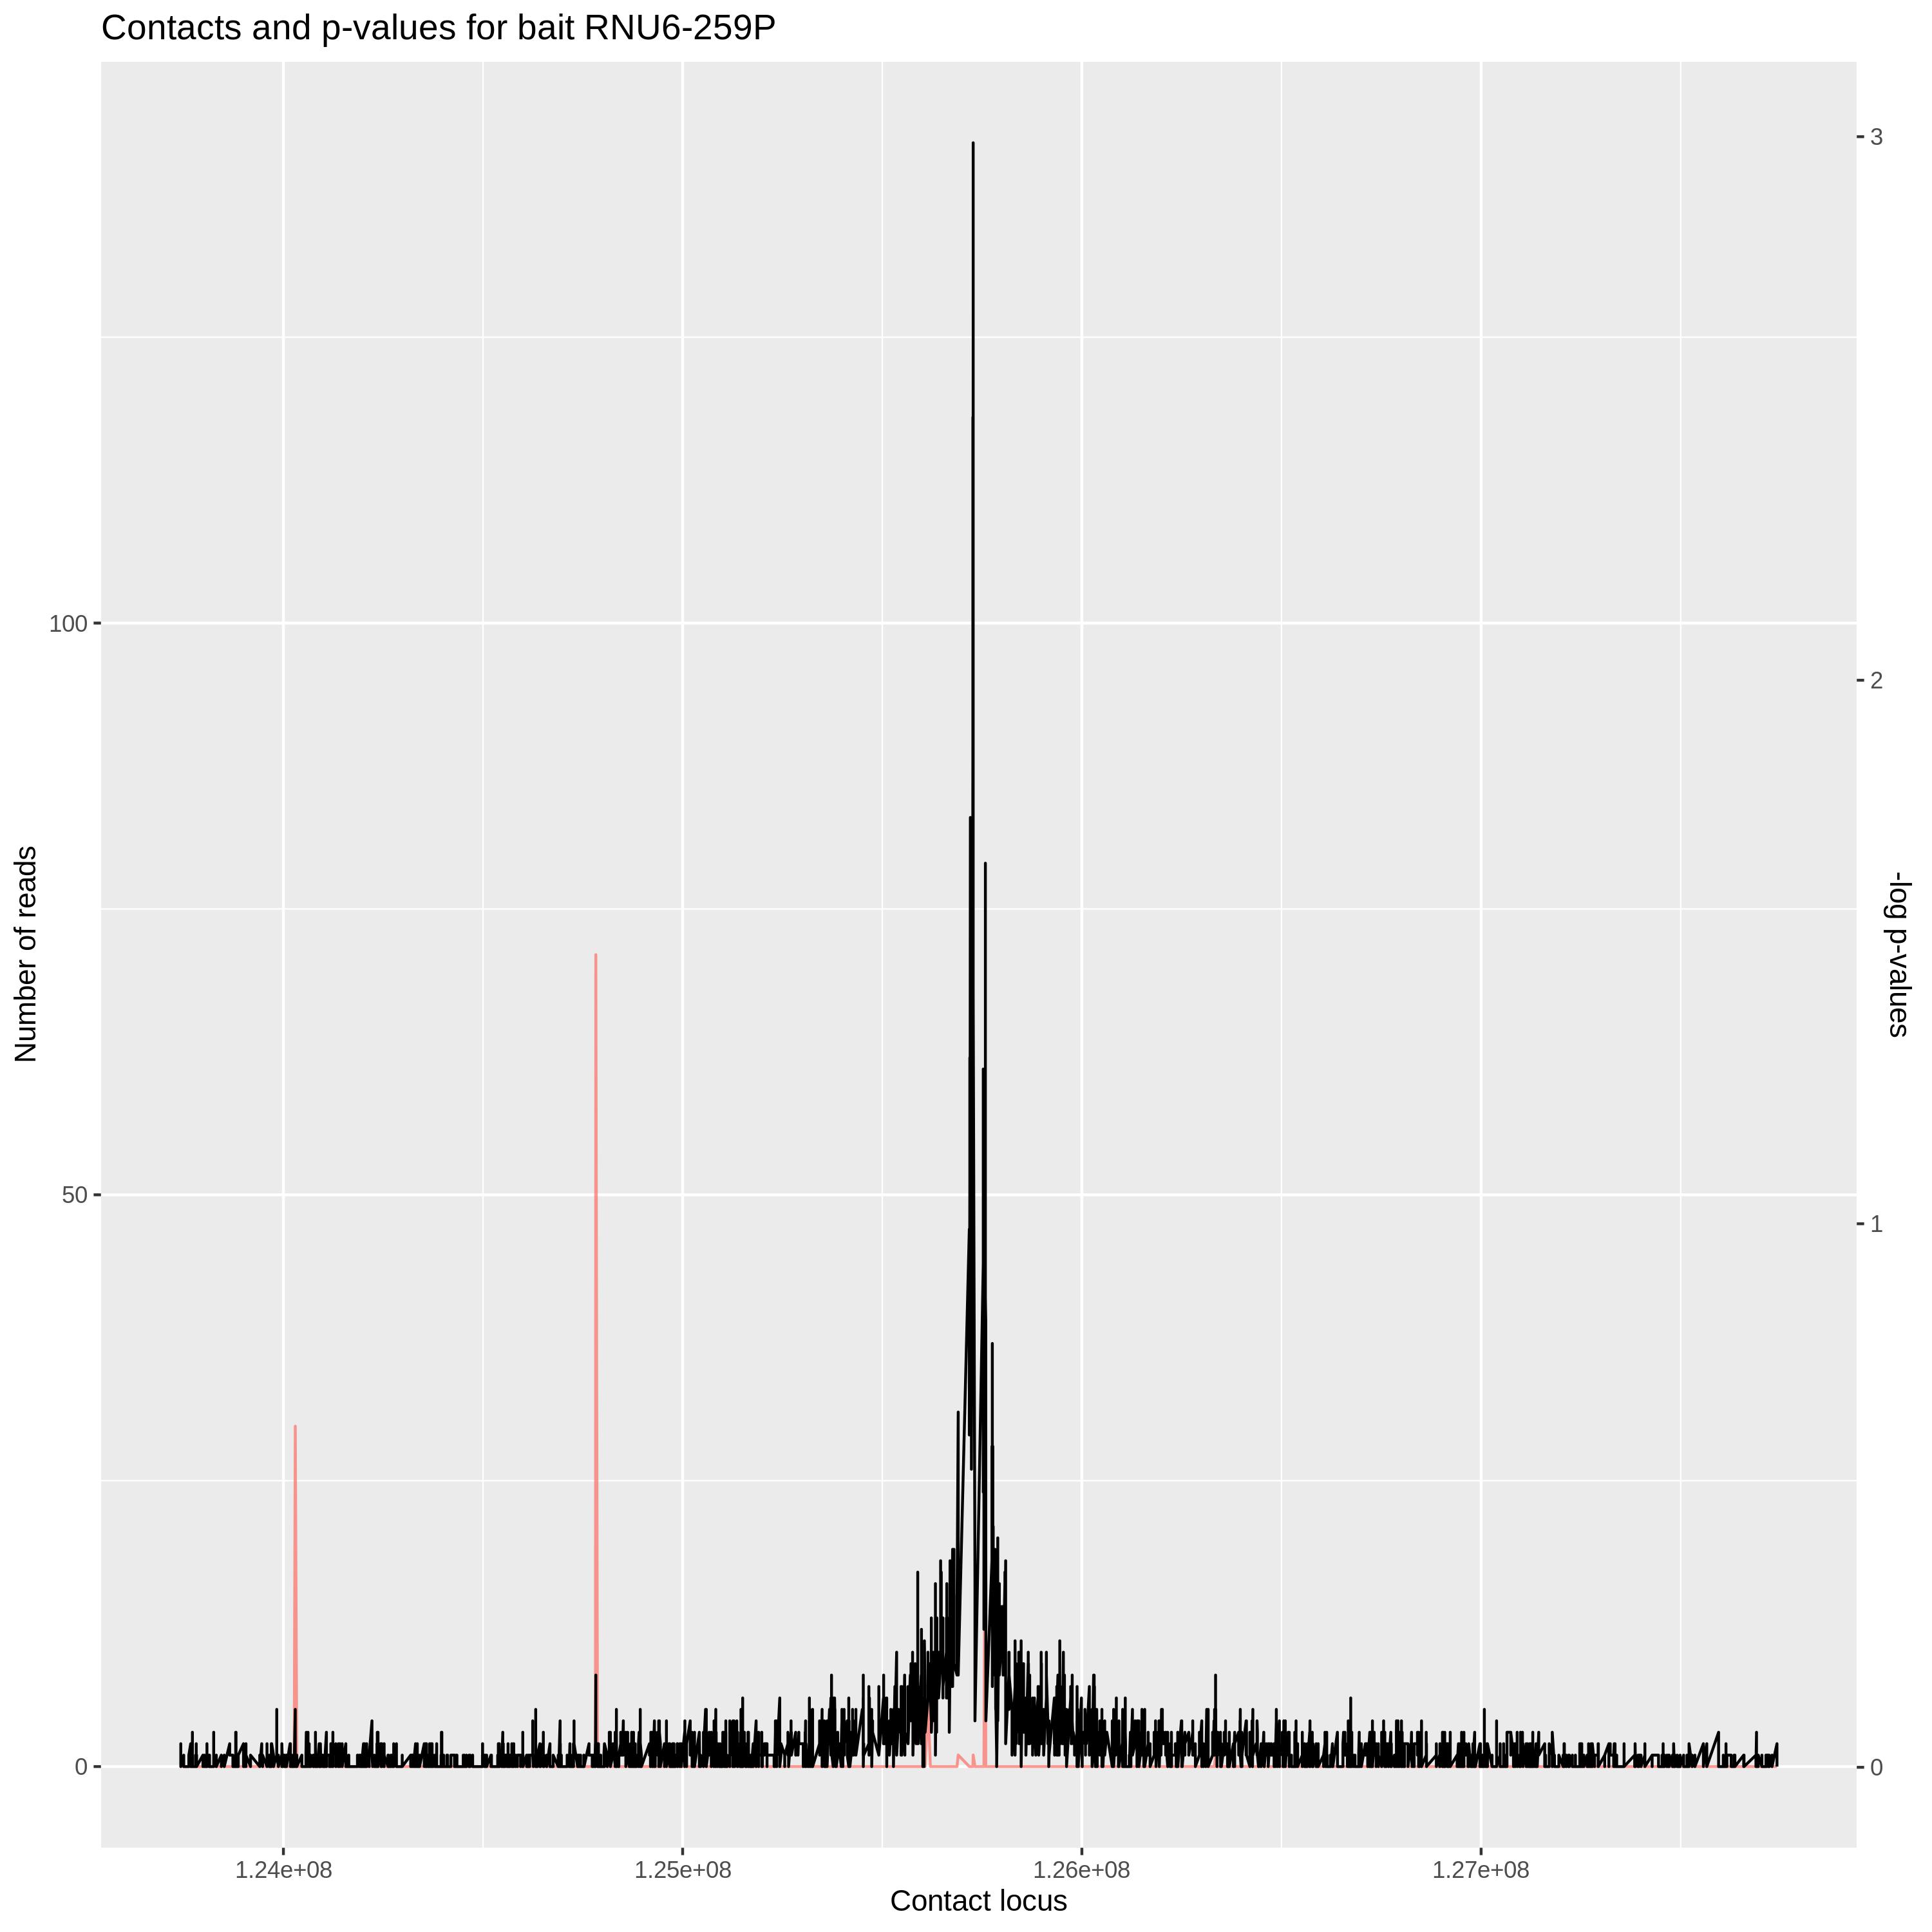 Contacts and p-values for bait RNU6-259P
3
100
2
Number of reads
-log p-values
50
1
0
0
1.24e+08
1.25e+08
1.26e+08
1.27e+08
Contact locus